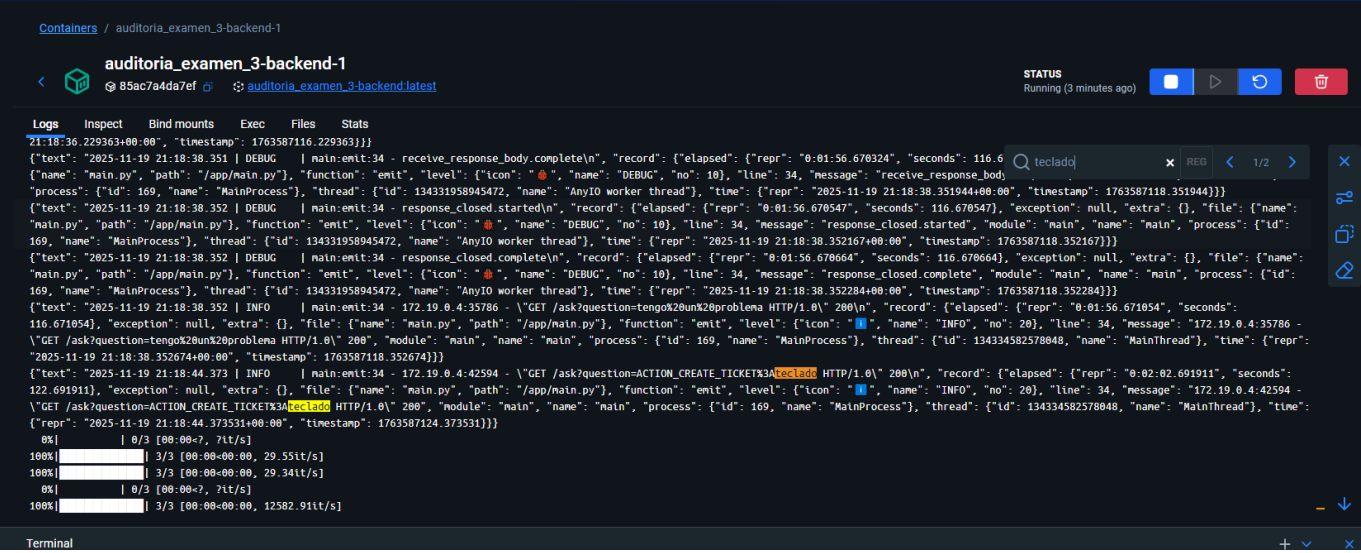 Containers / auditoria_examen_3-backend-1
auditoria_examen_3-backend-1
85ac7a4da7ef auditoria_examen_3-backend:latest
STATUS
Running (3 minutes ago)
Logs Inspect Bind mounts Exec Files Stats
teclado REG 1/2
21:18:36.229363+00:00", "timestamp": 1763587116.229363}}}
{"text": "2025-11-19 21:18:38.351 | DEBUG | main:emit:34 - receive_response_body.complete\n", "record": {"elapsed": {"repr": "0:01:56.670324", "seconds": 116.6
{"name": "main.py", "path": "/app/main.py"}, "function": "emit", "level": {"icon": "🐞", "name": "DEBUG", "no": 10}, "line": 34, "message": "receive_response_body
"process": {"id": 169, "name": "MainProcess"}, "thread": {"id": 134331958945472, "name": "AnyIO worker thread"}, "time": {"repr": "2025-11-19 21:18:38.351944+00:00", "timestamp": 1763587118.351944}}}
{"text": "2025-11-19 21:18:38.352 | DEBUG | main:emit:34 - response_closed.started\n", "record": {"elapsed": {"repr": "0:01:56.670547", "seconds": 116.670547}, "exception": null, "extra": {}, "file": {"name":
"main.py", "path": "/app/main.py"}, "function": "emit", "level": {"icon": "🐞", "name": "DEBUG", "no": 10}, "line": 34, "message": "response_closed.started", "module": "main", "name": "main", "process": {"id":
169, "name": "MainProcess"}, "thread": {"id": 134331958945472, "name": "AnyIO worker thread"}, "time": {"repr": "2025-11-19 21:18:38.352167+00:00", "timestamp": 1763587118.352167}}}
{"text": "2025-11-19 21:18:38.352 | DEBUG | main:emit:34 - response_closed.complete\n", "record": {"elapsed": {"repr": "0:01:56.670664", "seconds": 116.670664}, "exception": null, "extra": {}, "file": {"name":
"main.py", "path": "/app/main.py"}, "function": "emit", "level": {"icon": "🐞", "name": "DEBUG", "no": 10}, "line": 34, "message": "response_closed.complete", "module": "main", "name": "main", "process": {"id":
169, "name": "MainProcess"}, "thread": {"id": 134331958945472, "name": "AnyIO worker thread"}, "time": {"repr": "2025-11-19 21:18:38.352284+00:00", "timestamp": 1763587118.352284}}}
{"text": "2025-11-19 21:18:38.352 | INFO | main:emit:34 - 172.19.0.4:35786 - \"GET /ask?question=tengo%20un%20problema HTTP/1.0\" 200\n", "record": {"elapsed": {"repr": "0:01:56.671054", "seconds":
116.671054}, "exception": null, "extra": {}, "file": {"name": "main.py", "path": "/app/main.py"}, "function": "emit", "level": {"icon": "ℹ️", "name": "INFO", "no": 20}, "line": 34, "message": "172.19.0.4:35786 -
\"GET /ask?question=tengo%20un%20problema HTTP/1.0\" 200", "module": "main", "name": "main", "process": {"id": 169, "name": "MainProcess"}, "thread": {"id": 134334582578048, "name": "MainThread"}, "time": {"repr":
"2025-11-19 21:18:38.352674+00:00", "timestamp": 1763587118.352674}}}
{"text": "2025-11-19 21:18:44.373 | INFO | main:emit:34 - 172.19.0.4:42594 - \"GET /ask?question=ACTION_CREATE_TICKET%3Ateclado HTTP/1.0\" 200\n", "record": {"elapsed": {"repr": "0:02:02.691911", "seconds":
122.691911}, "exception": null, "extra": {}, "file": {"name": "main.py", "path": "/app/main.py"}, "function": "emit", "level": {"icon": "ℹ️", "name": "INFO", "no": 20}, "line": 34, "message": "172.19.0.4:42594 -
\"GET /ask?question=ACTION_CREATE_TICKET%3Ateclado HTTP/1.0\" 200", "module": "main", "name": "main", "process": {"id": 169, "name": "MainProcess"}, "thread": {"id": 134334582578048, "name": "MainThread"}, "time":
{"repr": "2025-11-19 21:18:44.373531+00:00", "timestamp": 1763587124.373531}}}
0%| | 0/3 [00:00<?, ?it/s]
100%|██████████| 3/3 [00:00<00:00, 29.55it/s]
100%|██████████| 3/3 [00:00<00:00, 29.34it/s]
0%| | 0/3 [00:00<?, ?it/s]
100%|██████████| 3/3 [00:00<00:00, 12582.91it/s]
Terminal